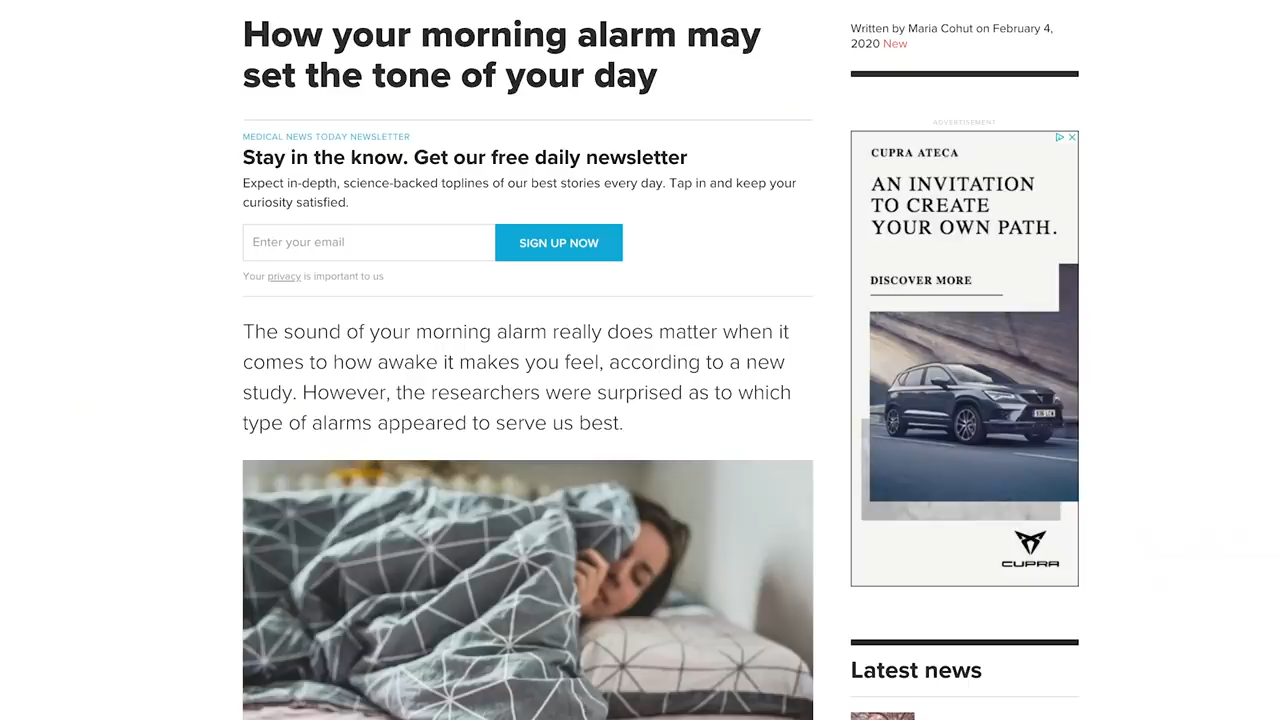 How your morning alarm may
set the tone of your day
MEDICAL NEWS TODAY NEWSLETTER
Stay in the know. Get our free daily newsletter
Expect in-depth, science-backed toplines of our best stories every day. Tap in and keep your
curiosity satisfied.
Enter your email
SIGN UP NOW
Your privacy is important to us
The sound of your morning alarm really does matter when it
comes to how awake it makes you feel, according to a new
study. However, the researchers were surprised as to which
type of alarms appeared to serve us best.
Written by Maria Cohut on February 4,
2020 New
ADVERTISEMENT
CUPRA ATECA
AN INVITATION
TO CREATE
YOUR OWN PATH.
DISCOVER MORE
CUPRA
Latest news